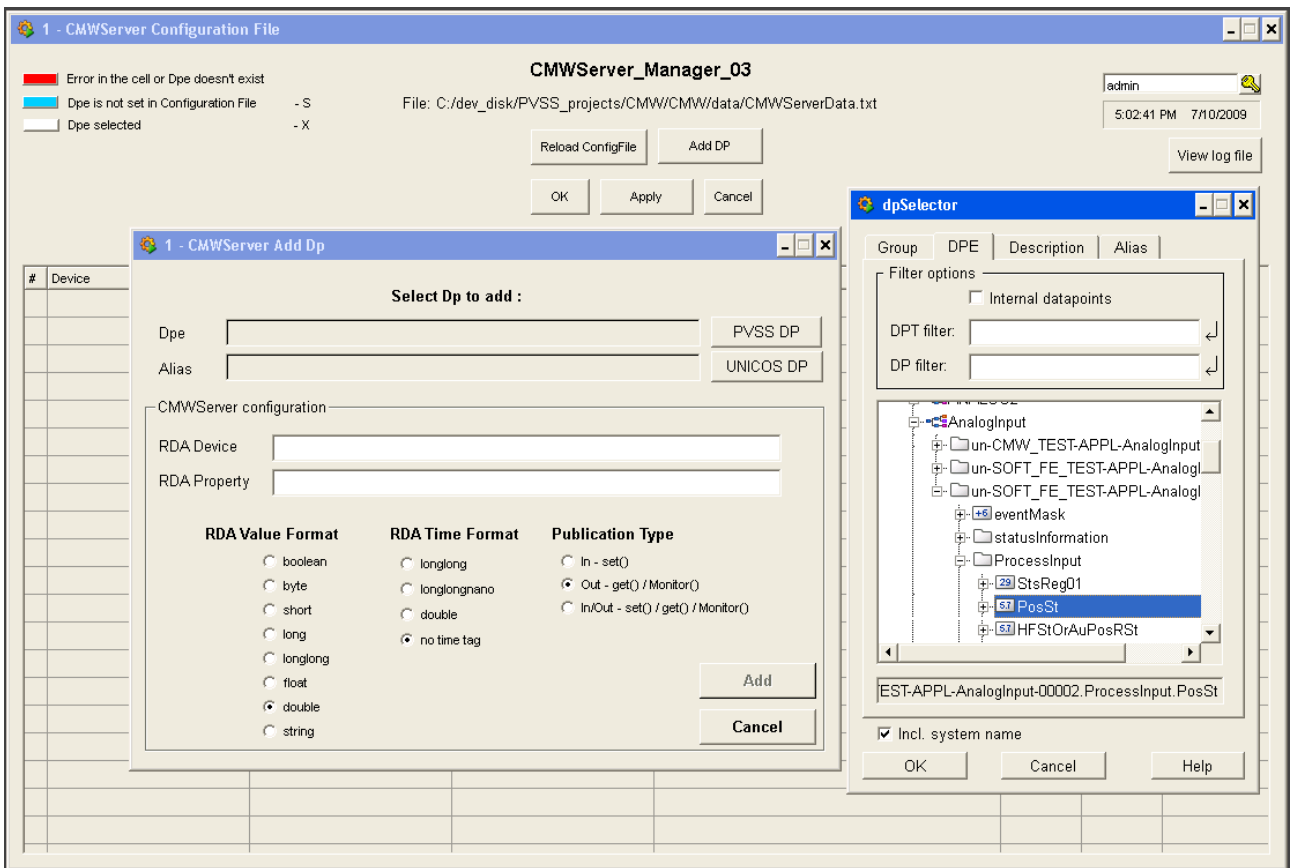 1 - CMWServer Configuration File
Error in the cell or Dpe doesn't exist
Dpe is not set in Configuration File - S
Dpe selected - X
CMWServer_Manager_03
File: C:/dev_disk/PVSS_projects/CMW/CMW/data/CMWServerData.txt
Reload ConfigFile
Add DP
OK
Apply
Cancel
admin
5:02:41 PM 7/10/2009
View log file
# Device
1 - CMWServer Add Dp
Select Dp to add :
Dpe
PVSS DP
Alias
UNICOS DP
CMWServer configuration
RDA Device
RDA Property
RDA Value Format
boolean
byte
short
long
longlong
float
double
string
RDA Time Format
longlong
longlongnano
double
no time tag
Publication Type
In - set()
Out - get() / Monitor()
In/Out - set() / get() / Monitor()
Add
Cancel
dpSelector
Group DPE Description Alias
Filter options
Internal datapoints
DPT filter:
DP filter:
AnalogInput
un-CMW_TEST-APPL-AnalogInput
un-SOFT_FE_TEST-APPL-AnalogI
un-SOFT_FE_TEST-APPL-AnalogI
+6 eventMask
statusInformation
ProcessInput
29 StsReg01
5.7 PosSt
5.7 HFStOrAuPosRSt
TEST-APPL-AnalogInput-00002.ProcessInput.PosSt
Incl. system name
OK
Cancel
Help